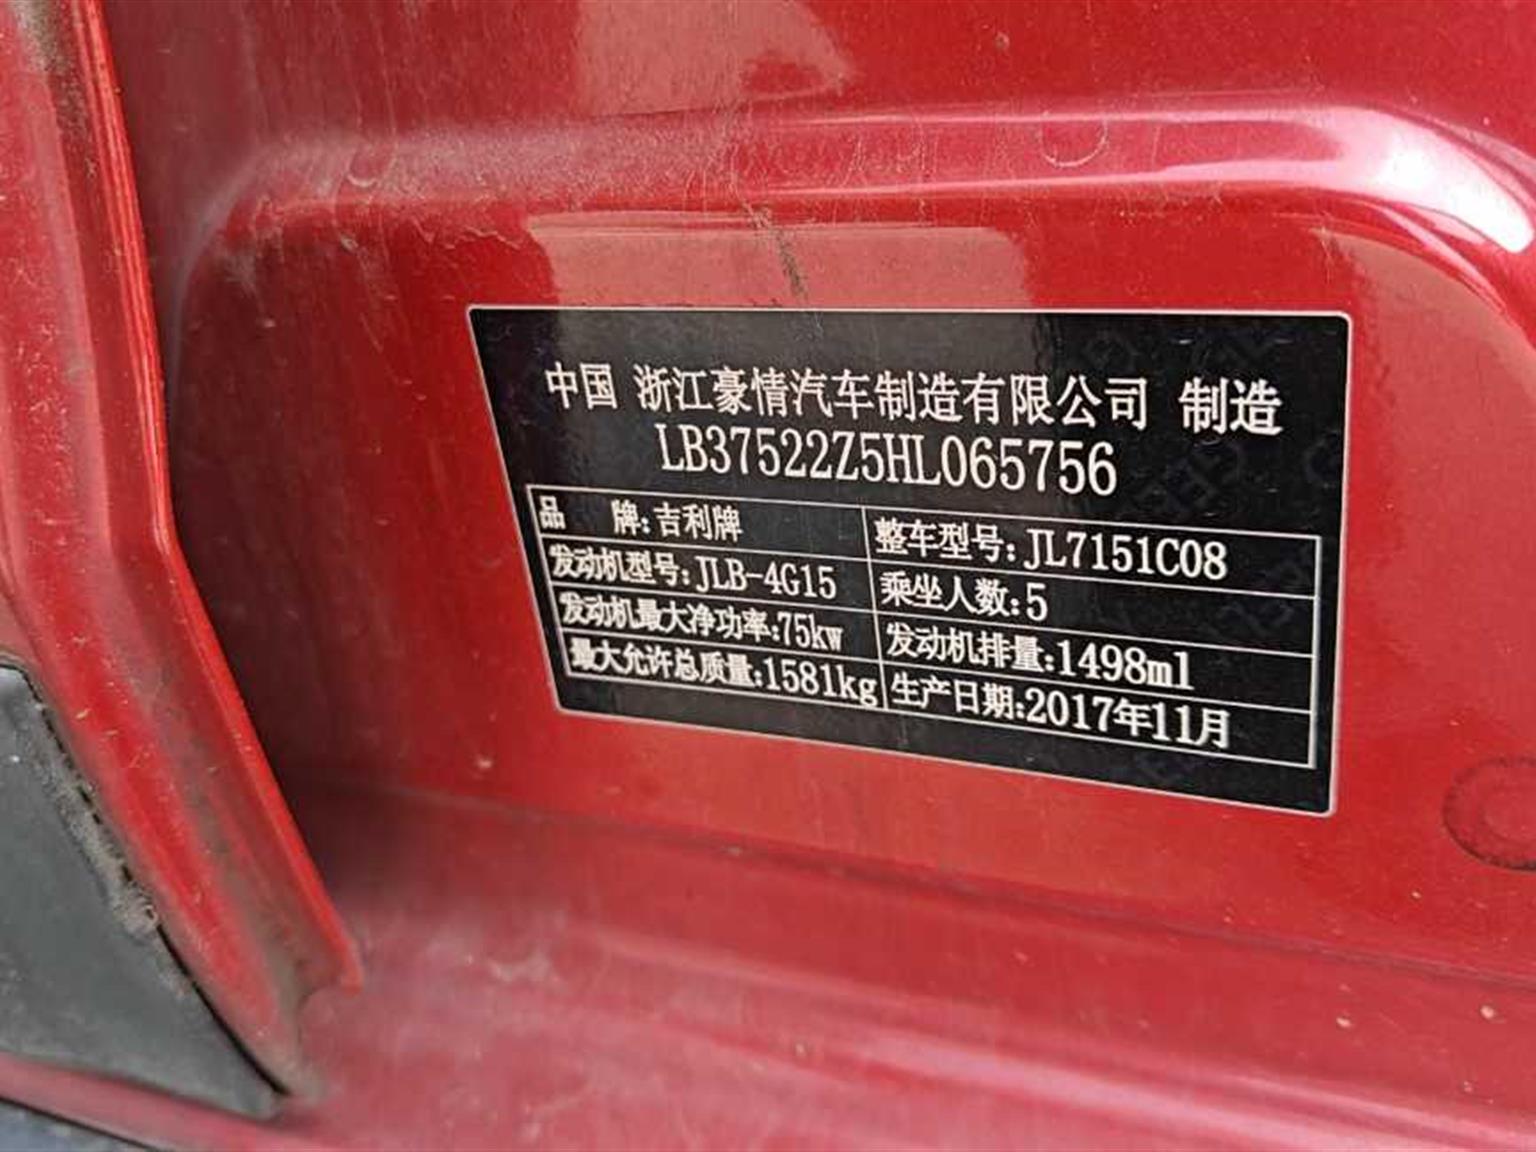 中国 浙江豪情汽车制造有限公司 制造
LB37522Z5HL065756
品 牌:吉利牌 整车型号:JL7151C08
发动机型号:JLB-4G15 乘坐人数:5
发动机最大净功率:75kw 发动机排量:1498ml
最大允许总质量:1581kg 生产日期:2017年11月